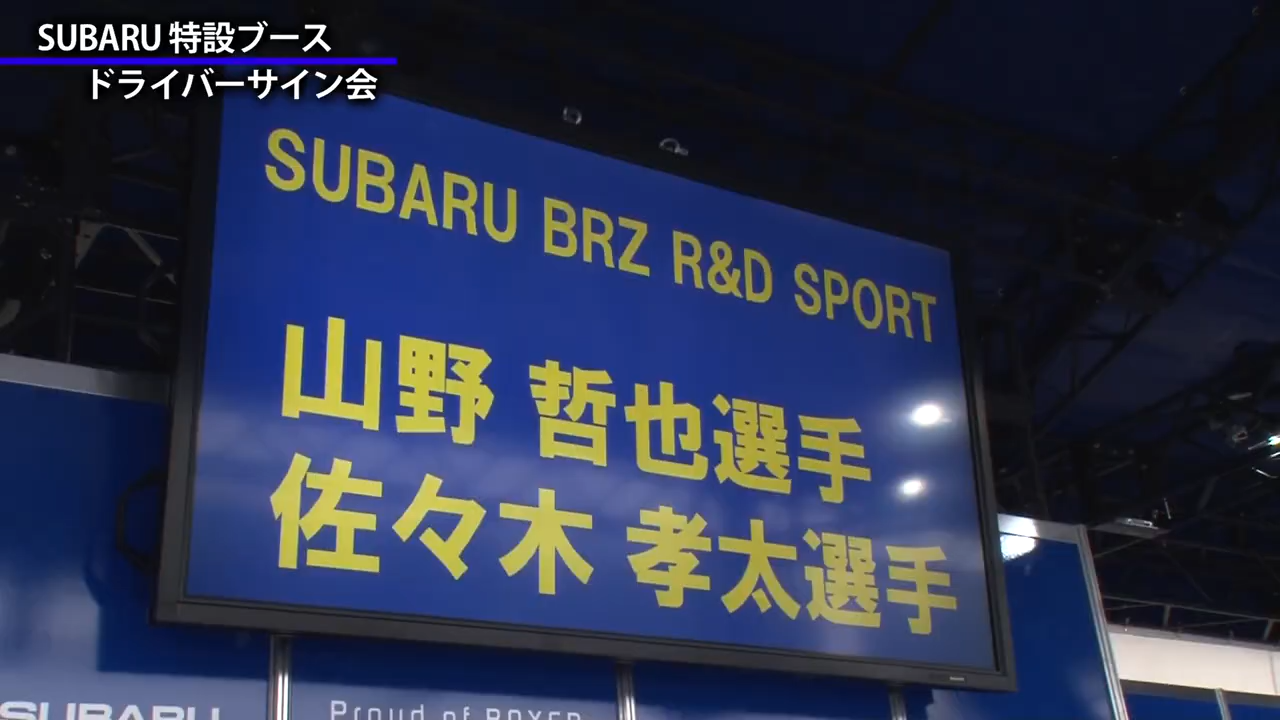 SUBARU 特設ブース
ドライバーサイン会
SUBARU BRZ R&D SPORT
山野 哲也選手
佐々木 孝太選手
SUBARU
Proud of BOXER